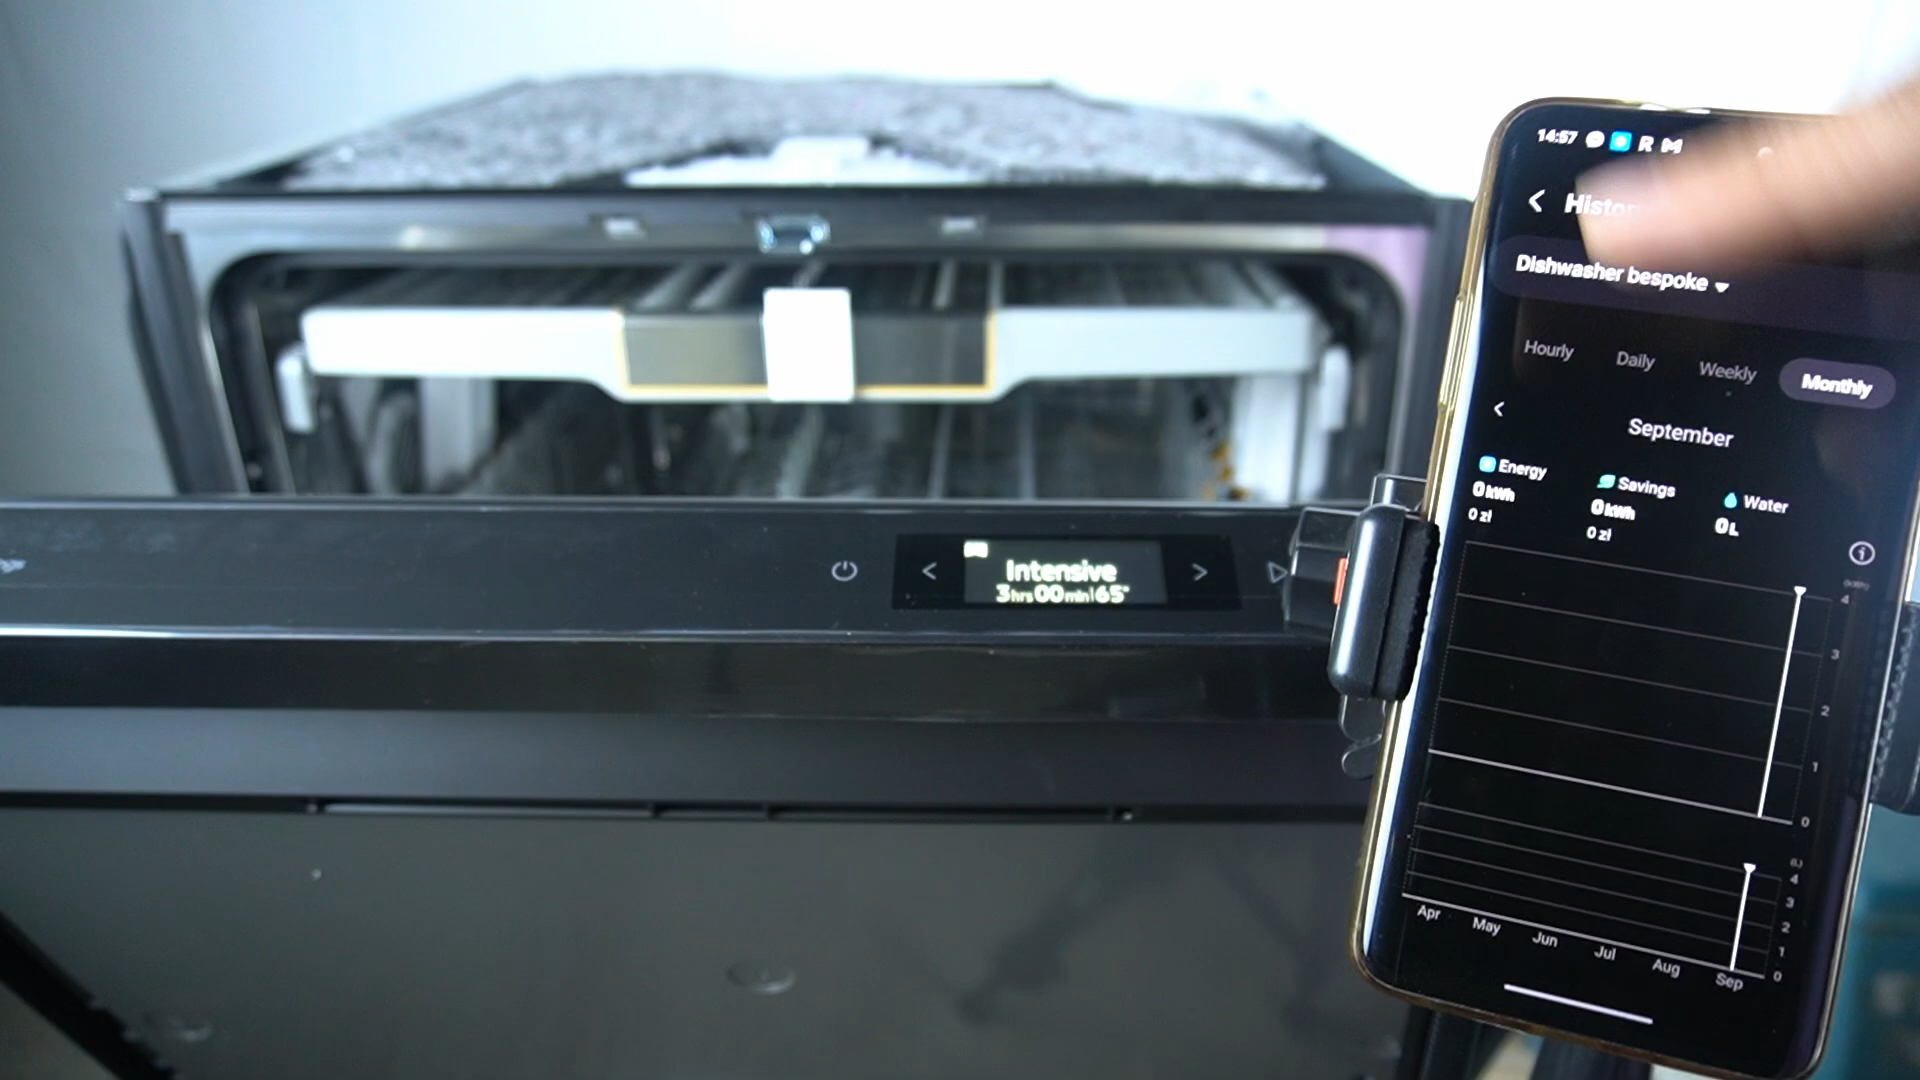 Intensive
3hrs00min|65°
14:57 R M
Dishwasher bespoke
Hourly Daily Weekly Monthly
September
Energy Savings Water
0 kWh 0 kWh 0 L
0 zł 0 zł
4
3
2
1
0
(L)
4
3
2
1
0
Apr May Jun Jul Aug Sep